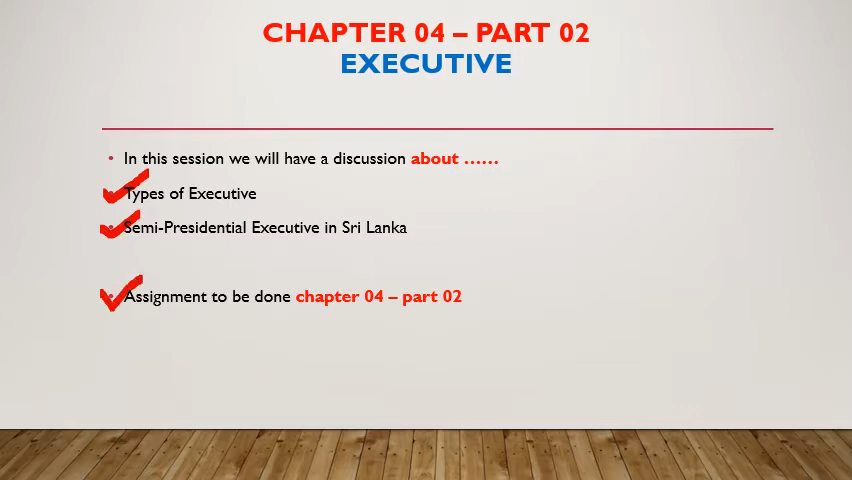 CHAPTER 04 – PART 02
EXECUTIVE
• In this session we will have a discussion about ……
• Types of Executive
• Semi-Presidential Executive in Sri Lanka
• Assignment to be done chapter 04 – part 02